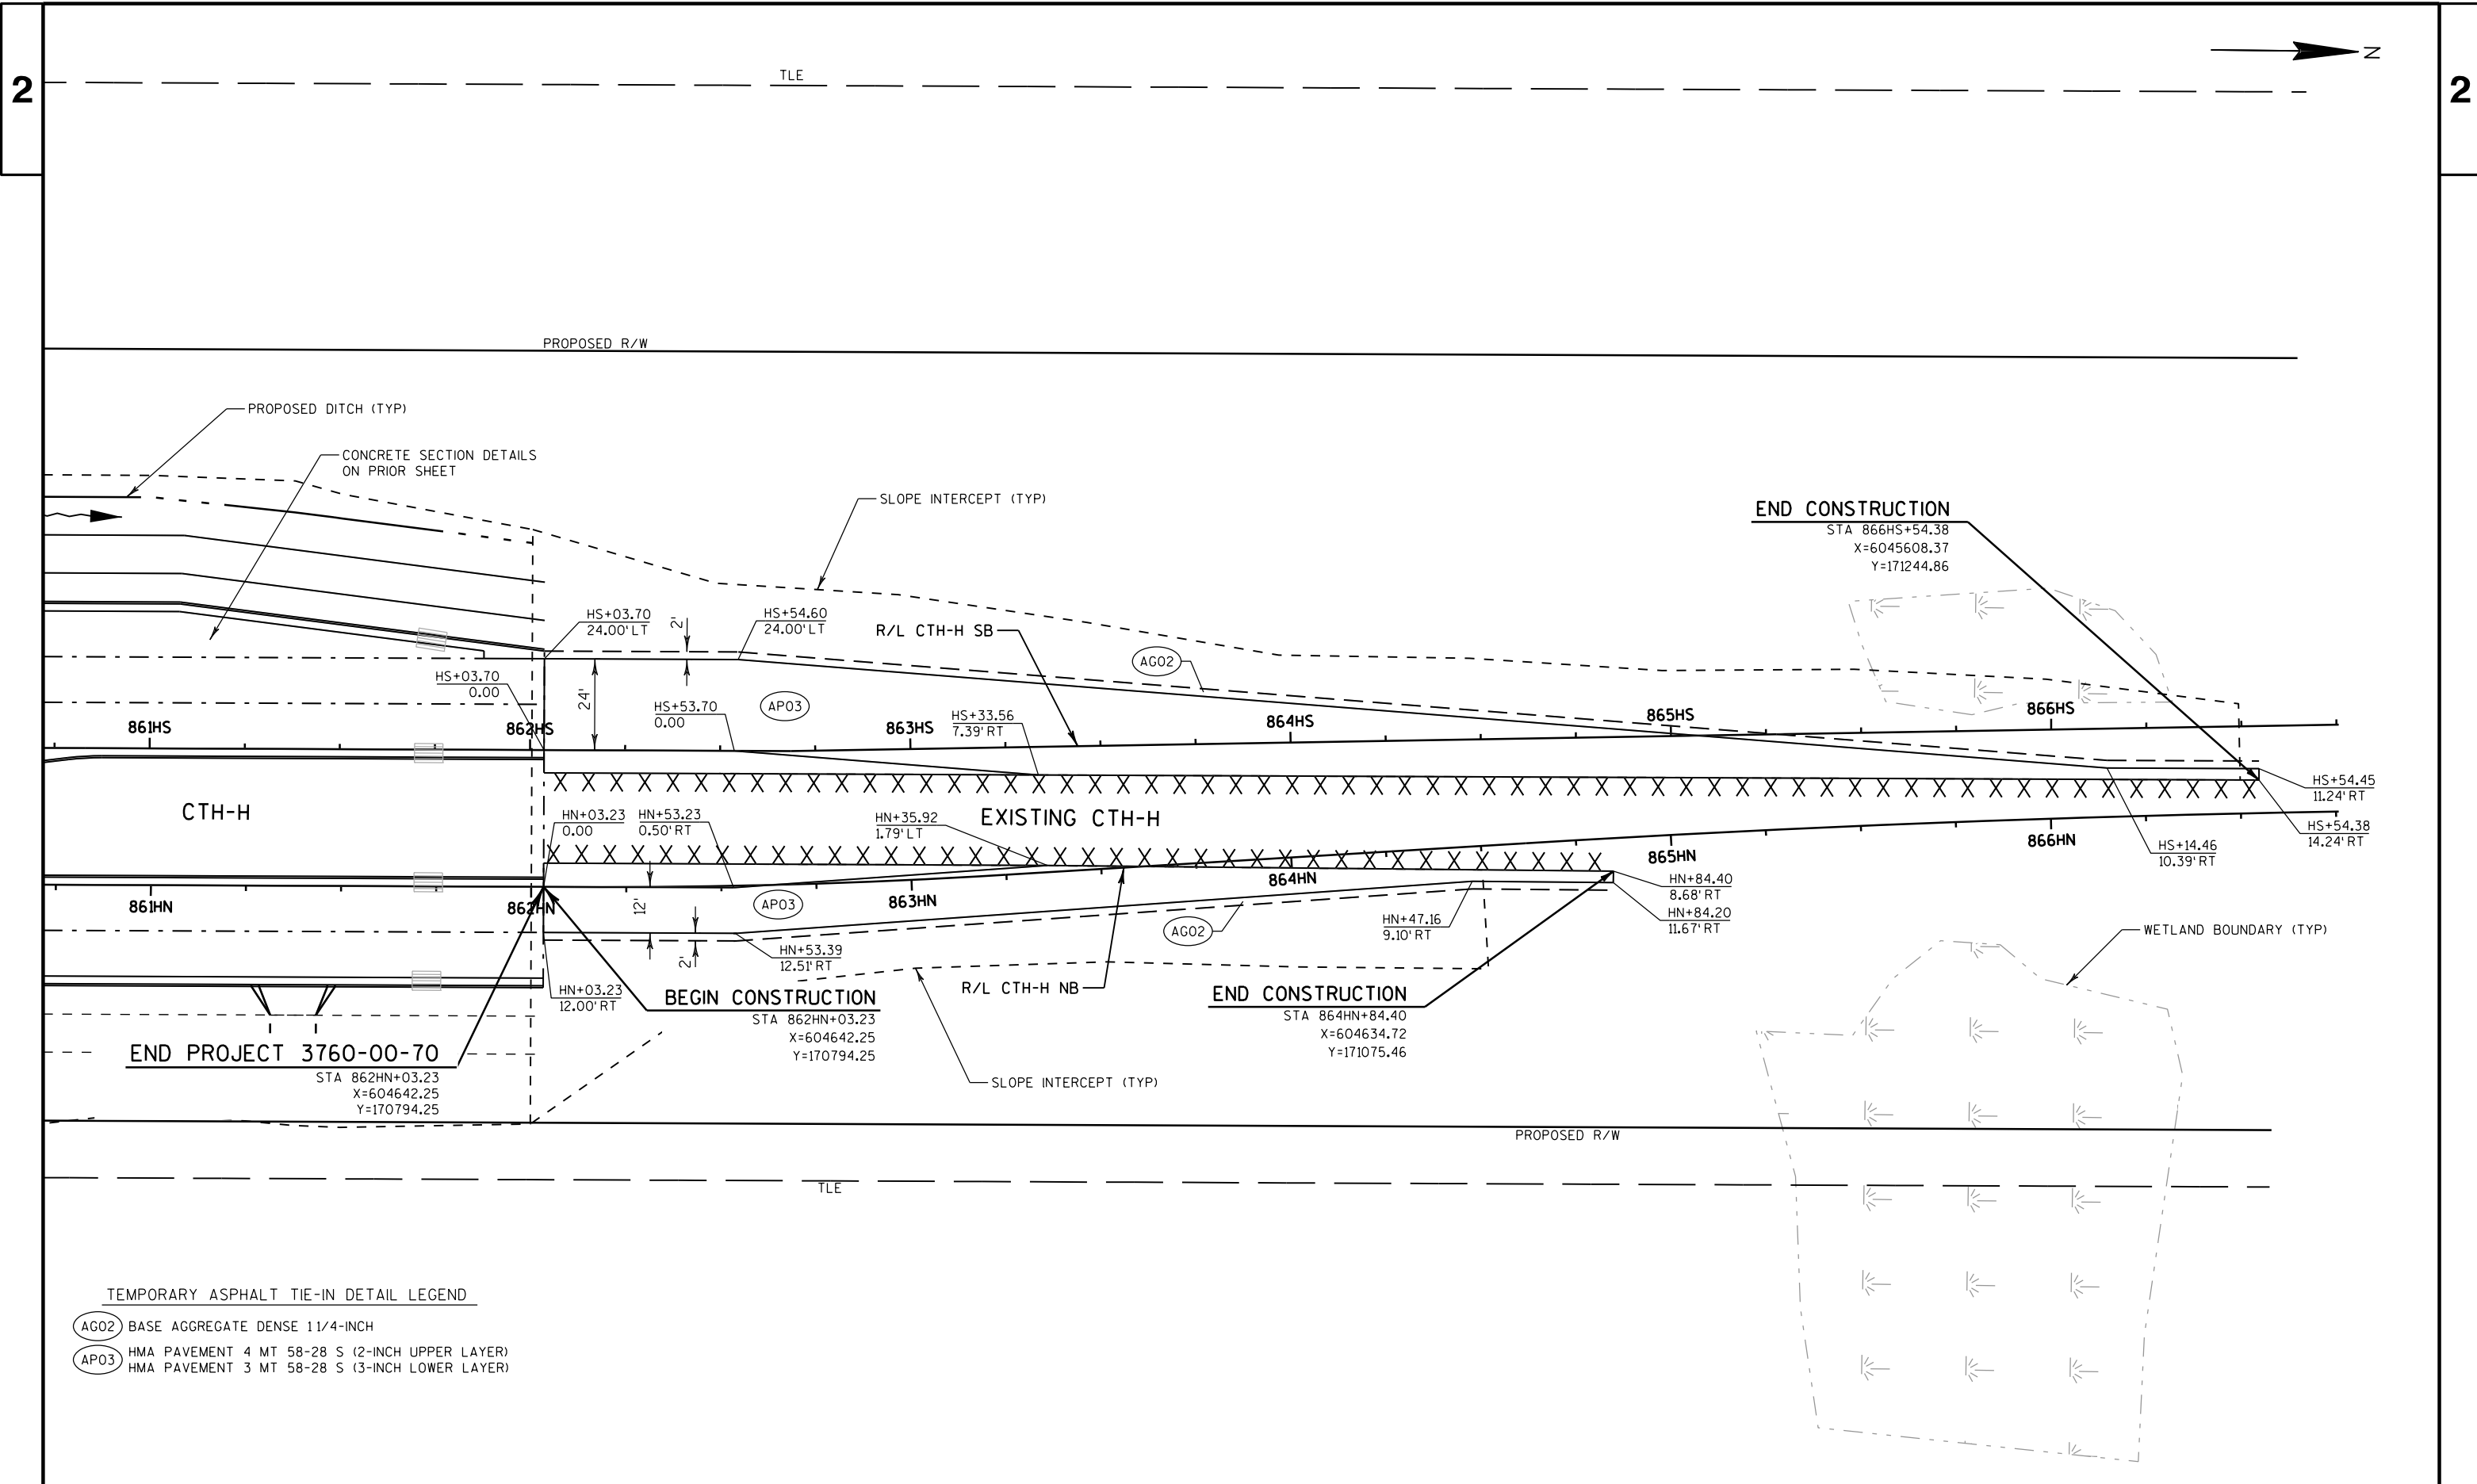 2
2
N
TLE
PROPOSED R/W
PROPOSED DITCH (TYP)
CONCRETE SECTION DETAILS
ON PRIOR SHEET
SLOPE INTERCEPT (TYP)
END CONSTRUCTION
STA 866HS+54.38
X=6045608.37
Y=171244.86
HS+03.70
24.00' LT
2'
HS+54.60
24.00' LT
R/L CTH-H SB
AG02
HS+03.70
0.00
24'
HS+53.70
0.00
AP03
HS+33.56
7.39' RT
861HS
862HS
863HS
864HS
865HS
866HS
HS+54.45
11.24' RT
CTH-H
HN+03.23
0.00
HN+53.23
0.50' RT
HN+35.92
1.79' LT
EXISTING CTH-H
HS+54.38
14.24' RT
HS+14.46
10.39' RT
861HN
862HN
863HN
864HN
865HN
866HN
12'
AP03
2'
HN+84.40
8.68' RT
HN+84.20
11.67' RT
HN+47.16
9.10' RT
AG02
WETLAND BOUNDARY (TYP)
HN+53.39
12.51' RT
HN+03.23
12.00' RT
BEGIN CONSTRUCTION
STA 862HN+03.23
X=604642.25
Y=170794.25
R/L CTH-H NB
END CONSTRUCTION
STA 864HN+84.40
X=604634.72
Y=171075.46
END PROJECT 3760-00-70
STA 862HN+03.23
X=604642.25
Y=170794.25
SLOPE INTERCEPT (TYP)
PROPOSED R/W
TLE
TEMPORARY ASPHALT TIE-IN DETAIL LEGEND
AG02 BASE AGGREGATE DENSE 1 1/4-INCH
AP03 HMA PAVEMENT 4 MT 58-28 S (2-INCH UPPER LAYER)
HMA PAVEMENT 3 MT 58-28 S (3-INCH LOWER LAYER)